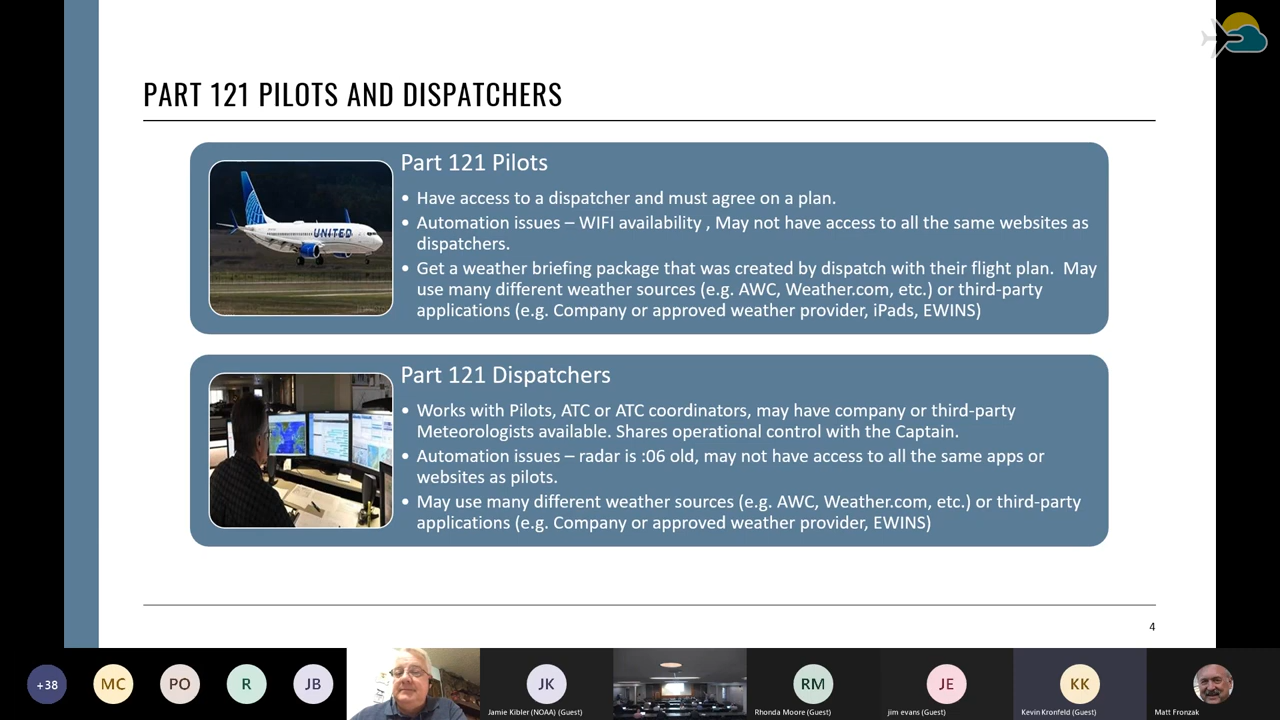 PART 121 PILOTS AND DISPATCHERS
Part 121 Pilots
• Have access to a dispatcher and must agree on a plan.
• Automation issues – WIFI availability , May not have access to all the same websites as
dispatchers.
• Get a weather briefing package that was created by dispatch with their flight plan.  May
use many different weather sources (e.g. AWC, Weather.com, etc.) or third-party
applications (e.g. Company or approved weather provider, iPads, EWINS)
UNITED
Part 121 Dispatchers
• Works with Pilots, ATC or ATC coordinators, may have company or third-party
Meteorologists available. Shares operational control with the Captain.
• Automation issues – radar is :06 old, may not have access to all the same apps or
websites as pilots.
• May use many different weather sources (e.g. AWC, Weather.com, etc.) or third-party
applications (e.g. Company or approved weather provider, EWINS)
4
+38
MC
PO
R
JB
JK
Jamie Kibler (NOAA) (Guest)
RM
Rhonda Moore (Guest)
JE
jim evans (Guest)
KK
Kevin Kronfeld (Guest)
Matt Fronzak